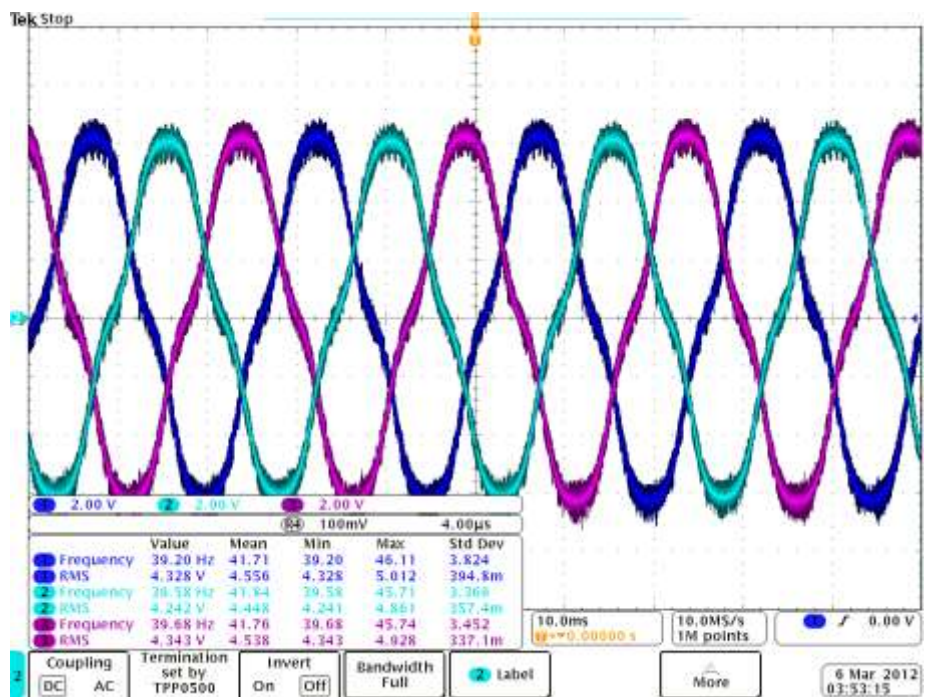 Tek Stop
T
2
1 2.00 V 2 2.00 V 3 2.00 V
R4 100mV 4.00µs
Value Mean Min Max Std Dev
1 Frequency 39.20 Hz 41.71 39.20 46.11 3.824
1 RMS 4.328 V 4.556 4.328 5.012 394.8m
2 Frequency 39.58 Hz 41.84 39.58 45.71 3.369
2 RMS 4.242 V 4.448 4.241 4.861 357.4m
3 Frequency 39.68 Hz 41.76 39.68 45.74 3.452
3 RMS 4.343 V 4.538 4.343 4.928 337.1m
10.0ms 10.0MS/s 1 0.00 V
0.00000 s 1M points
2
Coupling
DC AC
Termination
set by
TPP0500
Invert
On Off
Bandwidth
Full
2 Label
More
6 Mar 2012
03:53:15